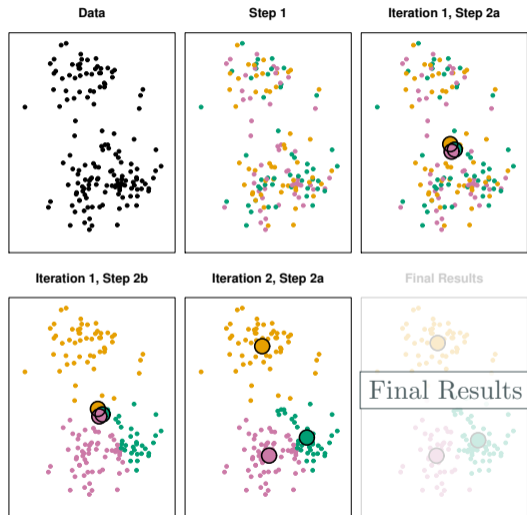 Data
Step 1
Iteration 1, Step 2a
Iteration 1, Step 2b
Iteration 2, Step 2a
Final Results
Final Results